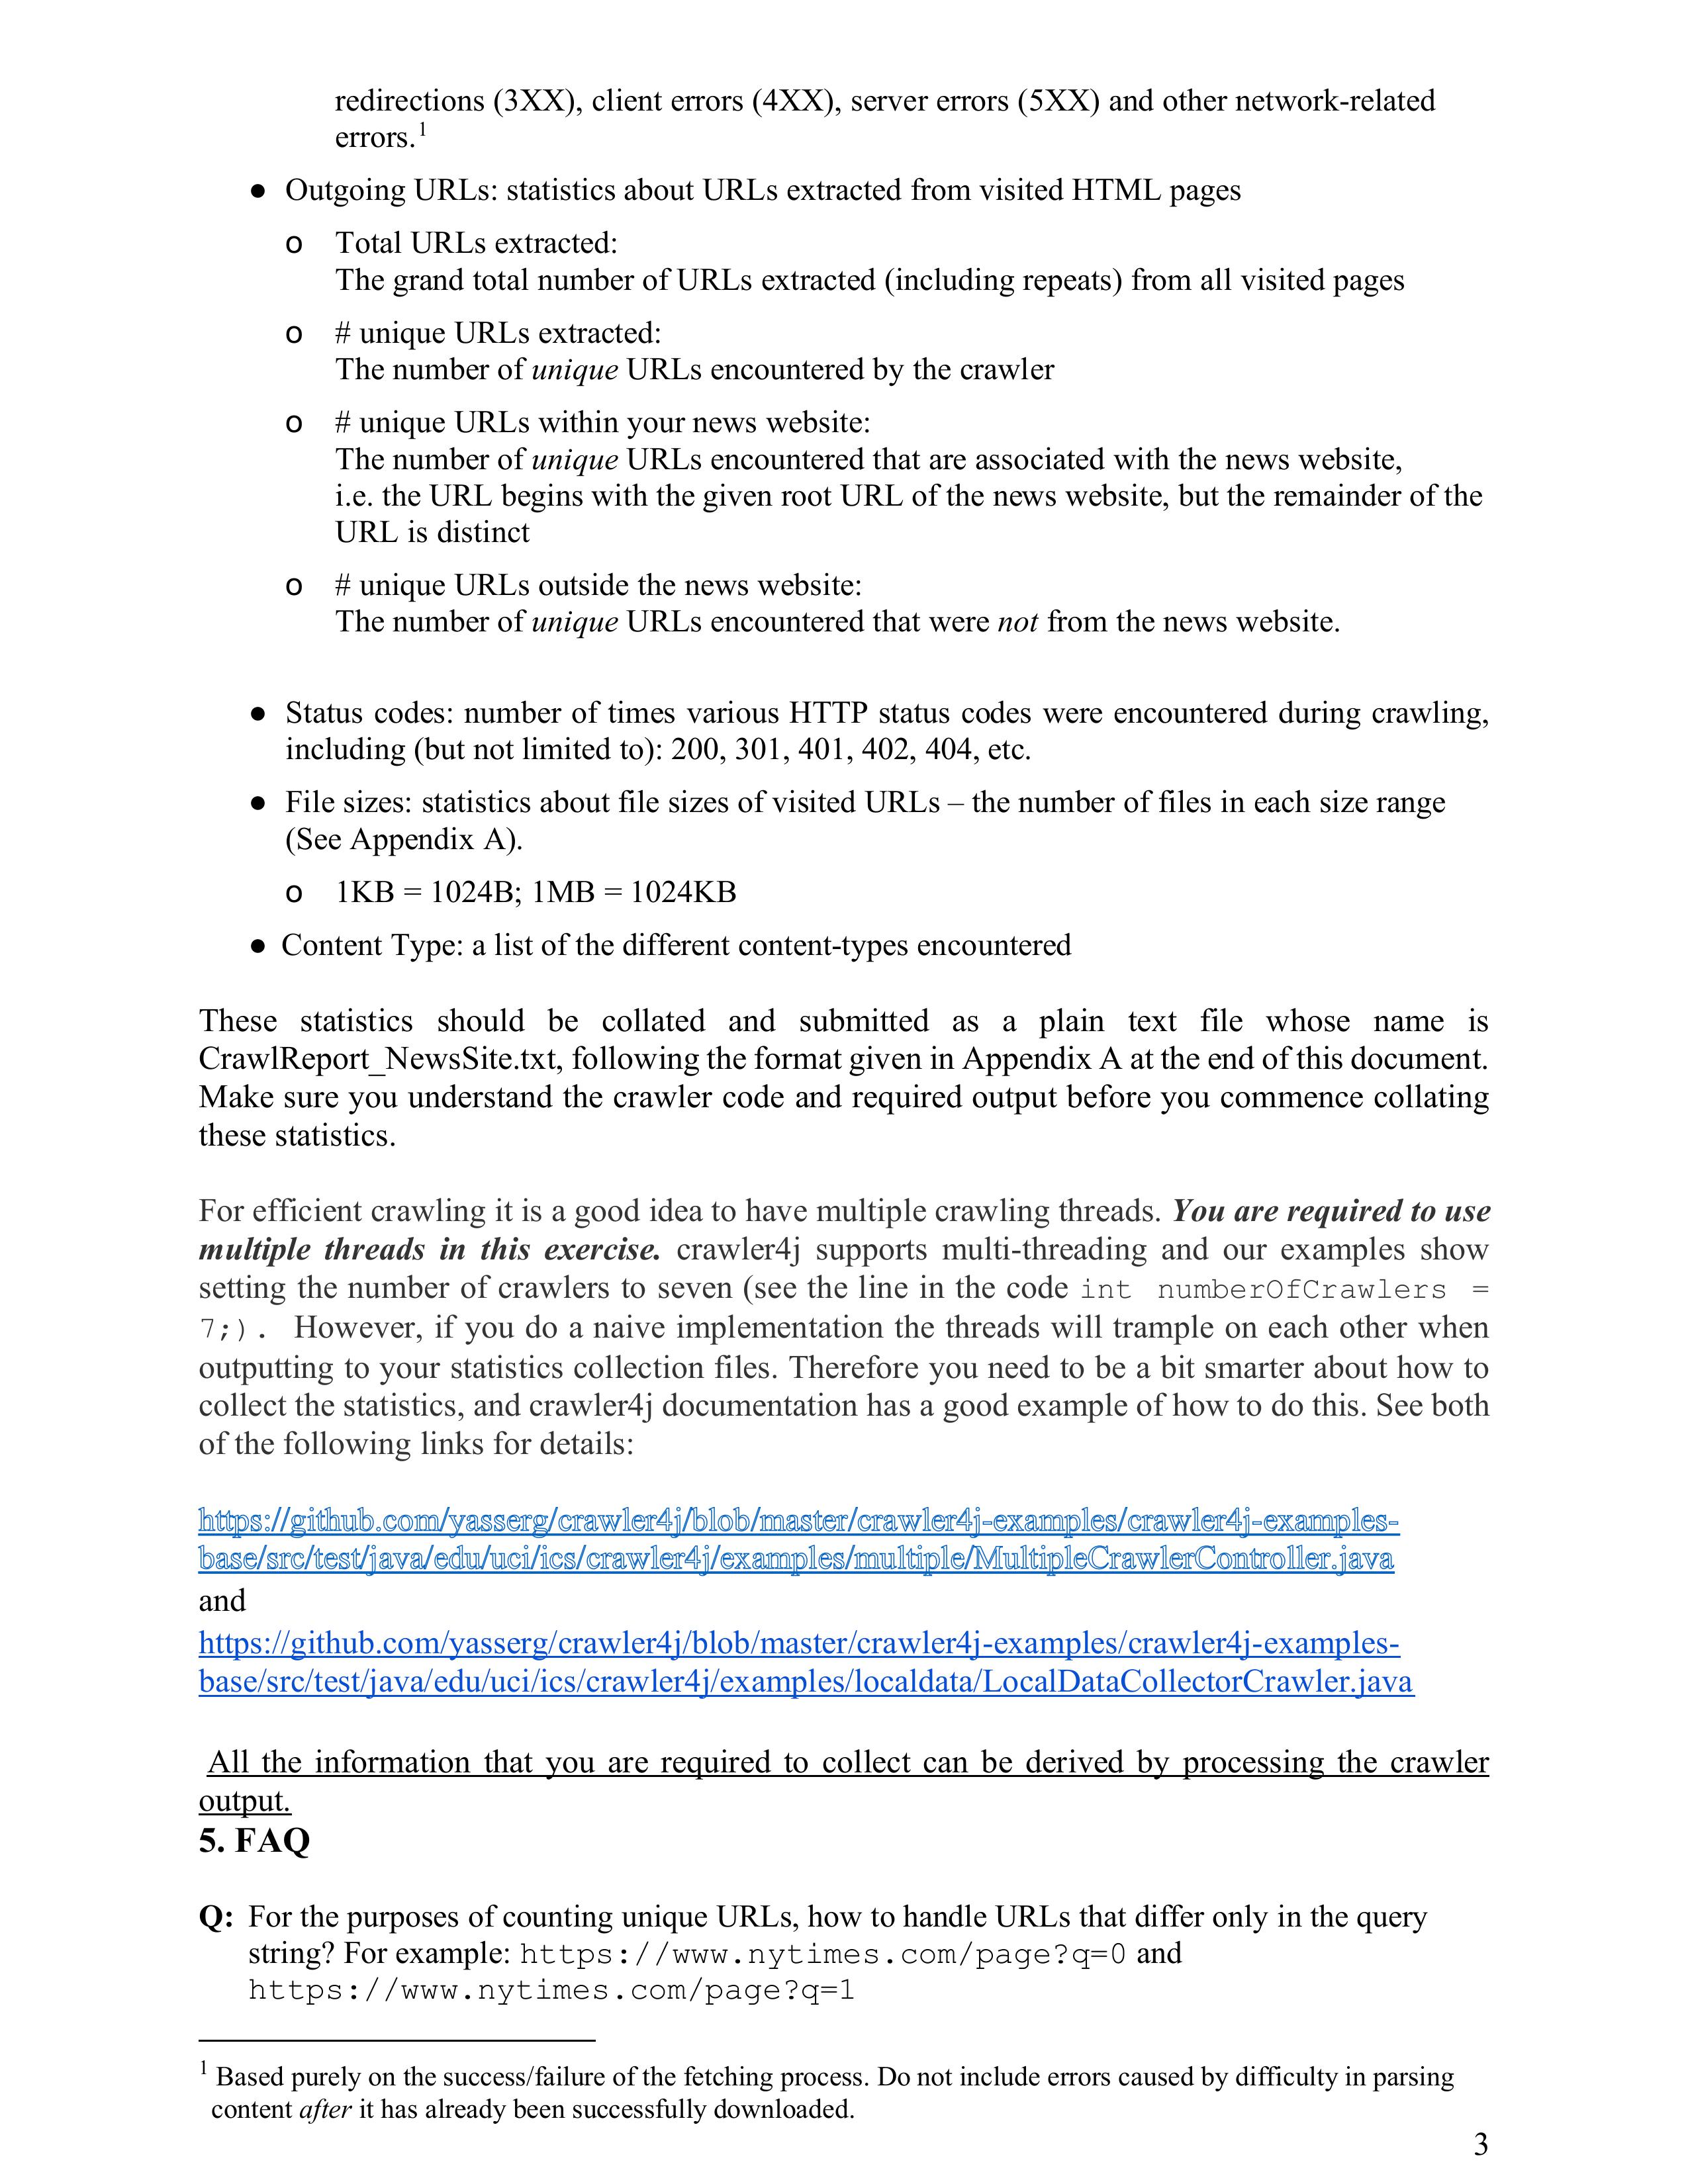 redirections (3XX), client errors (4XX), server errors (5XX) and other network-related
errors.1
● Outgoing URLs: statistics about URLs extracted from visited HTML pages
o Total URLs extracted:
The grand total number of URLs extracted (including repeats) from all visited pages
o # unique URLs extracted:
The number of unique URLs encountered by the crawler
o # unique URLs within your news website:
The number of unique URLs encountered that are associated with the news website,
i.e. the URL begins with the given root URL of the news website, but the remainder of the
URL is distinct
o # unique URLs outside the news website:
The number of unique URLs encountered that were not from the news website.
● Status codes: number of times various HTTP status codes were encountered during crawling,
including (but not limited to): 200, 301, 401, 402, 404, etc.
● File sizes: statistics about file sizes of visited URLs – the number of files in each size range
(See Appendix A).
o 1KB = 1024B; 1MB = 1024KB
● Content Type: a list of the different content-types encountered
These statistics should be collated and submitted as a plain text file whose name is
CrawlReport_NewsSite.txt, following the format given in Appendix A at the end of this document.
Make sure you understand the crawler code and required output before you commence collating
these statistics.
For efficient crawling it is a good idea to have multiple crawling threads. You are required to use
multiple threads in this exercise. crawler4j supports multi-threading and our examples show
setting the number of crawlers to seven (see the line in the code int numberOfCrawlers =
7;). However, if you do a naive implementation the threads will trample on each other when
outputting to your statistics collection files. Therefore you need to be a bit smarter about how to
collect the statistics, and crawler4j documentation has a good example of how to do this. See both
of the following links for details:
https://github.com/yasserg/crawler4j/blob/master/crawler4j-examples/crawler4j-examples-
base/src/test/java/edu/uci/ics/crawler4j/examples/multiple/MultipleCrawlerController.java
and
https://github.com/yasserg/crawler4j/blob/master/crawler4j-examples/crawler4j-examples-
base/src/test/java/edu/uci/ics/crawler4j/examples/localdata/LocalDataCollectorCrawler.java
All the information that you are required to collect can be derived by processing the crawler
output.
5. FAQ
Q: For the purposes of counting unique URLs, how to handle URLs that differ only in the query
string? For example: https://www.nytimes.com/page?q=0 and
https://www.nytimes.com/page?q=1
1 Based purely on the success/failure of the fetching process. Do not include errors caused by difficulty in parsing
content after it has already been successfully downloaded.
3